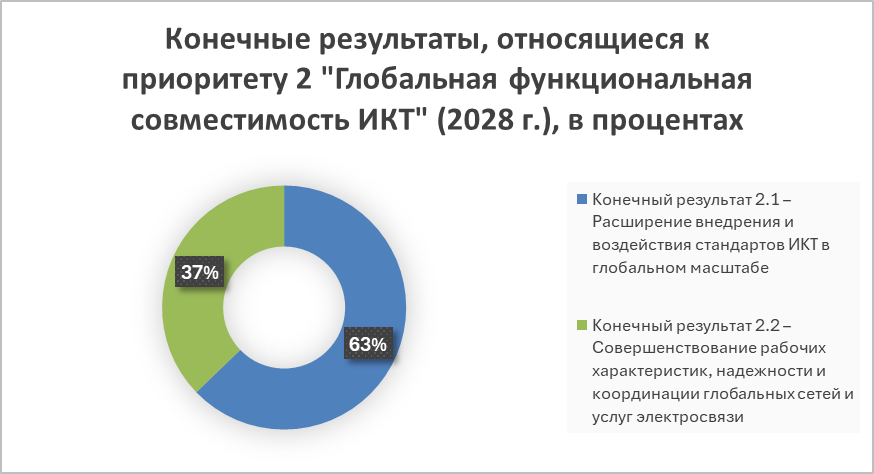 Конечные результаты, относящиеся к
приоритету 2 "Глобальная функциональная
совместимость ИКТ" (2028 г.), в процентах
37%
63%
Конечный результат 2.1 –
Расширение внедрения и
воздействия стандартов ИКТ в
глобальном масштабе
Конечный результат 2.2 –
Совершенствование рабочих
характеристик, надежности и
координации глобальных сетей и
услуг электросвязи